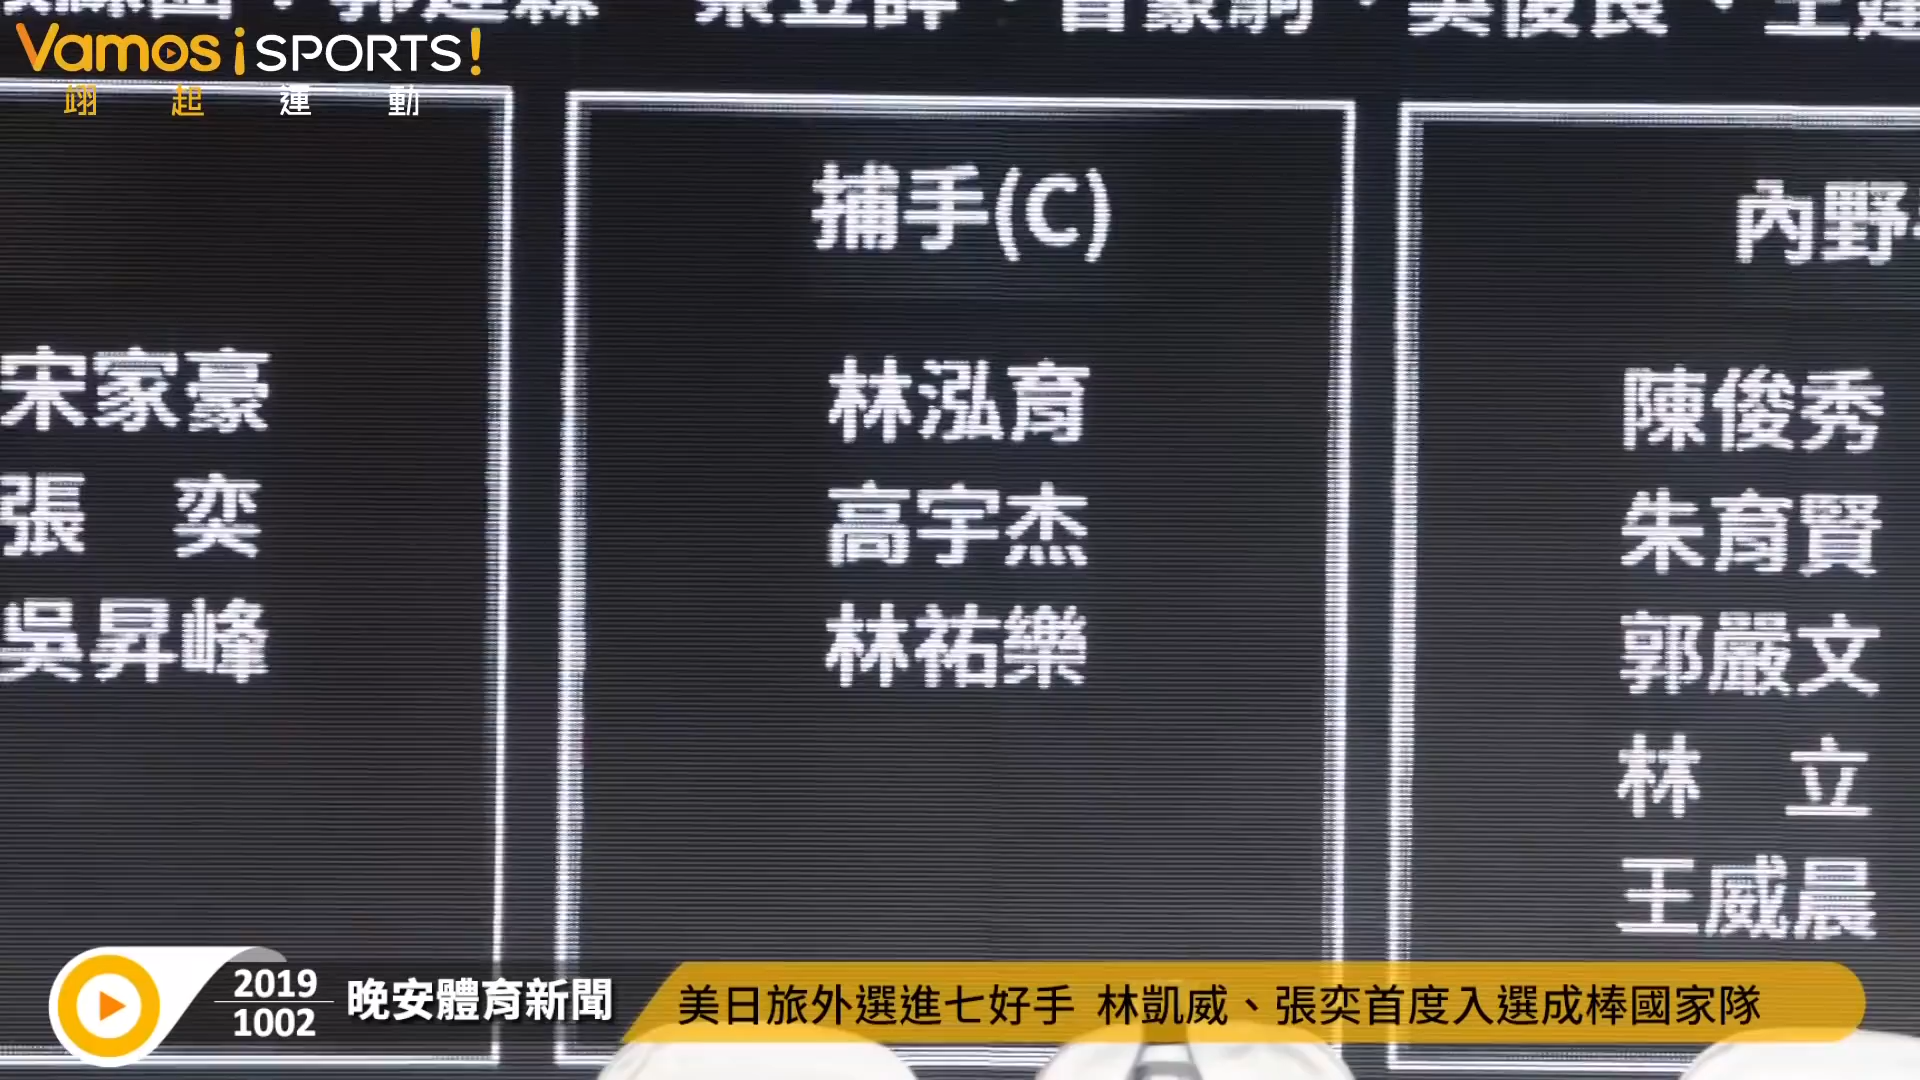 Vamos iSPORTS!
翊起運動
捕手(C)
內野
宋家豪
張 奕
吳昇峰
林泓育
高宇杰
林祐樂
陳俊秀
朱育賢
郭嚴文
林 立
王威晨
2019
1002
晚安體育新聞
美日旅外選進七好手 林凱威、張奕首度入選成棒國家隊